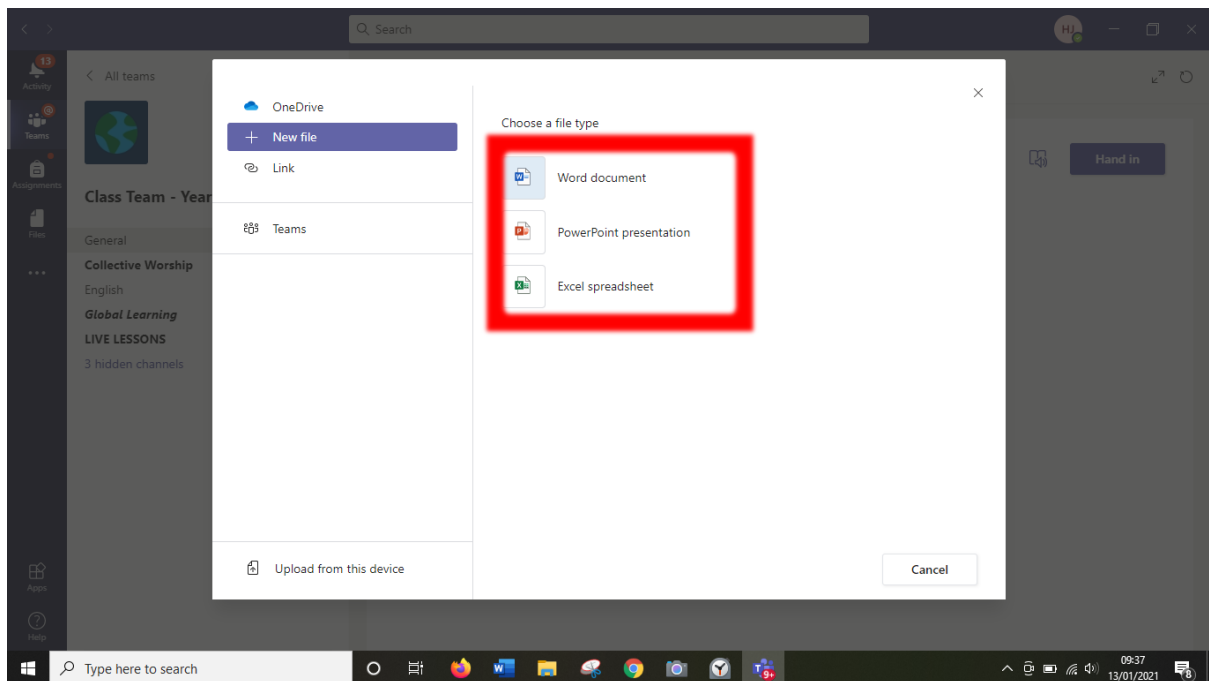 Search
HJ
13
Activity
Teams
Assignments
Files
Apps
Help
All teams
Class Team - Year
General
Collective Worship
English
Global Learning
LIVE LESSONS
3 hidden channels
OneDrive
New file
Link
Teams
Upload from this device
Choose a file type
Word document
PowerPoint presentation
Excel spreadsheet
Cancel
Hand in
Type here to search
9+
09:37
13/01/2021
8